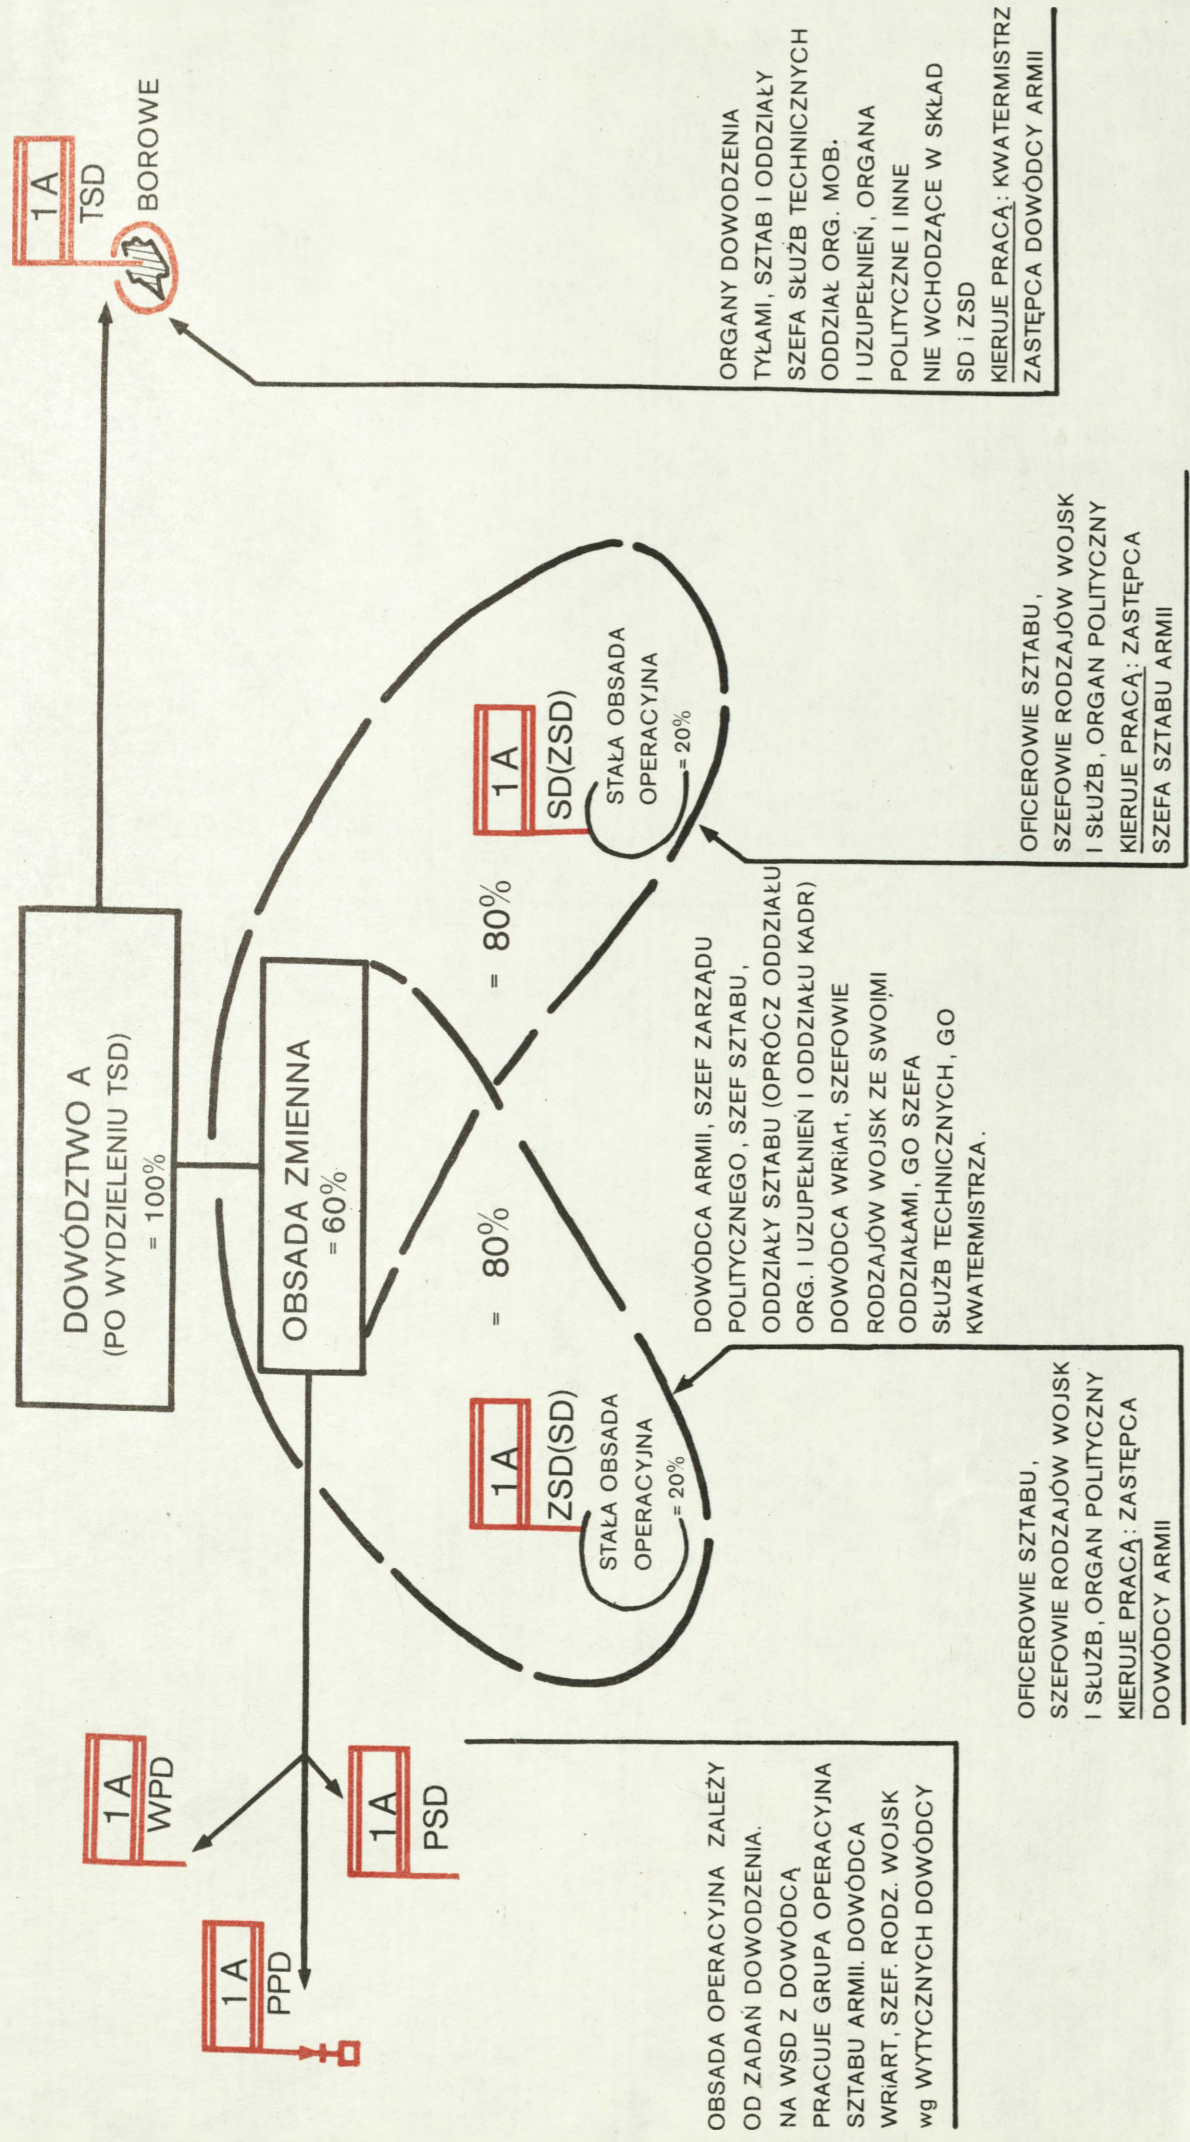 DOWÓDZTWO A
(PO WYDZIELENIU TSD)
= 100%
OBSADA ZMIENNA
= 60%
1 A
WPD
1 A
PPD
1 A
PSD
1 A
TSD
BOROWE
= 80%
= 80%
1 A
ZSD(SD)
STAŁA OBSADA
OPERACYJNA
= 20%
1 A
SD(ZSD)
STAŁA OBSADA
OPERACYJNA
= 20%
OBSADA OPERACYJNA ZALEŻY
OD ZADAŃ DOWODZENIA.
NA WSD Z DOWÓDCĄ
PRACUJE GRUPA OPERACYJNA
SZTABU ARMII. DOWÓDCA
WRiART, SZEF. RODZ. WOJSK
wg WYTYCZNYCH DOWÓDCY
OFICEROWIE SZTABU,
SZEFOWIE RODZAJÓW WOJSK
I SŁUŻB, ORGAN POLITYCZNY
KIERUJE PRACĄ: ZASTĘPCA
DOWÓDCY ARMII
DOWÓDCA ARMII, SZEF ZARZĄDU
POLITYCZNEGO, SZEF SZTABU,
ODDZIAŁY SZTABU (OPRÓCZ ODDZIAŁU
ORG. I UZUPEŁNIEŃ I ODDZIAŁU KADR)
DOWÓDCA WRiArt, SZEFOWIE
RODZAJÓW WOJSK ZE SWOIMI
ODDZIAŁAMI, GO SZEFA
SŁUŻB TECHNICZNYCH, GO
KWATERMISTRZA.
OFICEROWIE SZTABU,
SZEFOWIE RODZAJÓW WOJSK
I SŁUŻB, ORGAN POLITYCZNY
KIERUJE PRACĄ: ZASTĘPCA
SZEFA SZTABU ARMII
ORGANY DOWODZENIA
TYŁAMI, SZTAB I ODDZIAŁY
SZEFA SŁUŻB TECHNICZNYCH
ODDZIAŁ ORG. MOB.
I UZUPEŁNIEŃ, ORGANA
POLITYCZNE I INNE
NIE WCHODZĄCE W SKŁAD
SD i ZSD
KIERUJE PRACĄ: KWATERMISTRZ
ZASTĘPCA DOWÓDCY ARMII